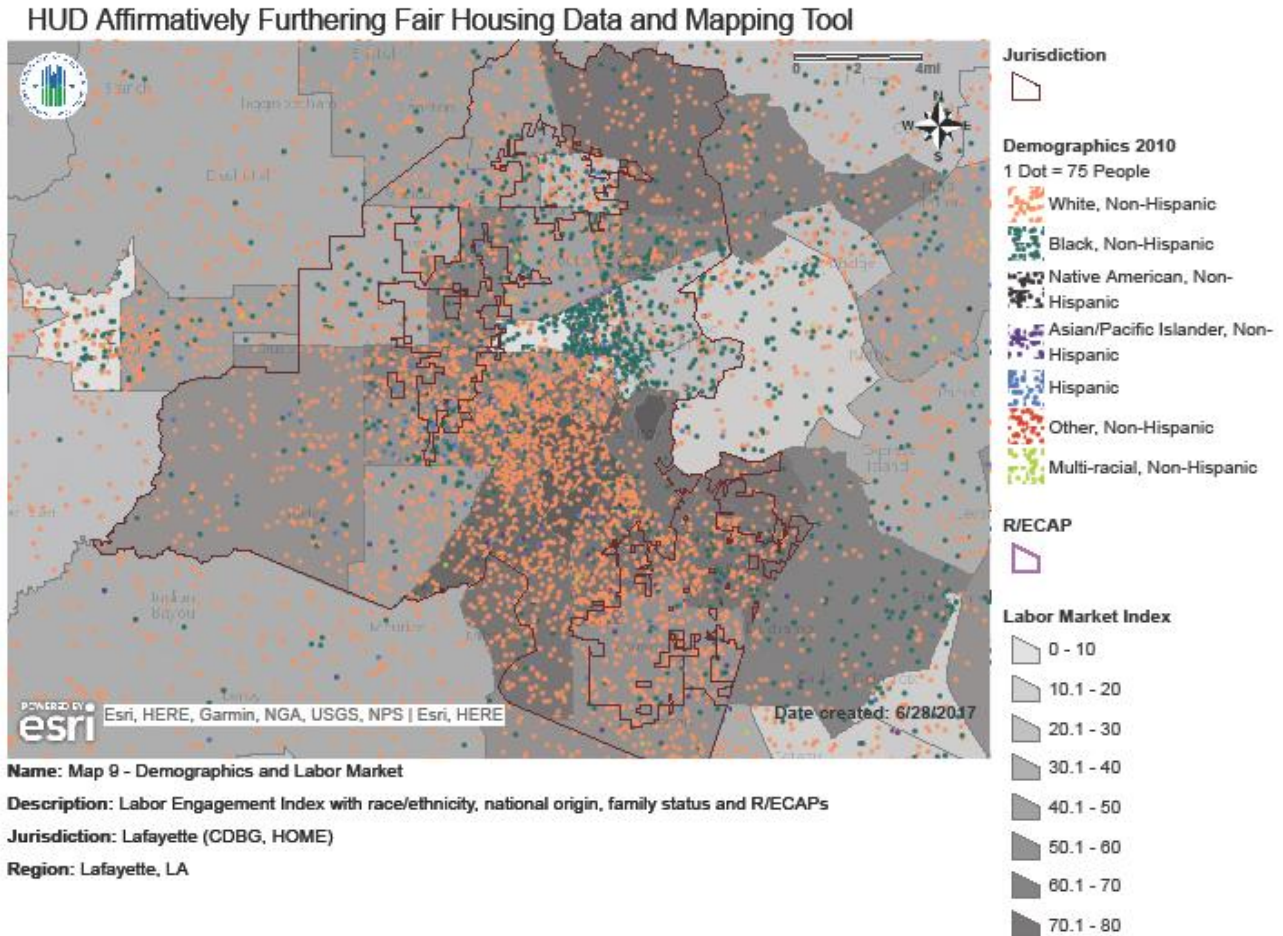 HUD Affirmatively Furthering Fair Housing Data and Mapping Tool
0 2 4mi
N
W E
S
Jurisdiction
Demographics 2010
1 Dot = 75 People
White, Non-Hispanic
Black, Non-Hispanic
Native American, Non-
Hispanic
Asian/Pacific Islander, Non-
Hispanic
Hispanic
Other, Non-Hispanic
Multi-racial, Non-Hispanic
R/ECAP
Labor Market Index
0 - 10
10.1 - 20
20.1 - 30
30.1 - 40
40.1 - 50
50.1 - 60
60.1 - 70
70.1 - 80
Indian
Bayou
POWERED BY
esri
Esri, HERE, Garmin, NGA, USGS, NPS | Esri, HERE
Date created: 6/28/2017
Name: Map 9 - Demographics and Labor Market
Description: Labor Engagement Index with race/ethnicity, national origin, family status and R/ECAPs
Jurisdiction: Lafayette (CDBG, HOME)
Region: Lafayette, LA